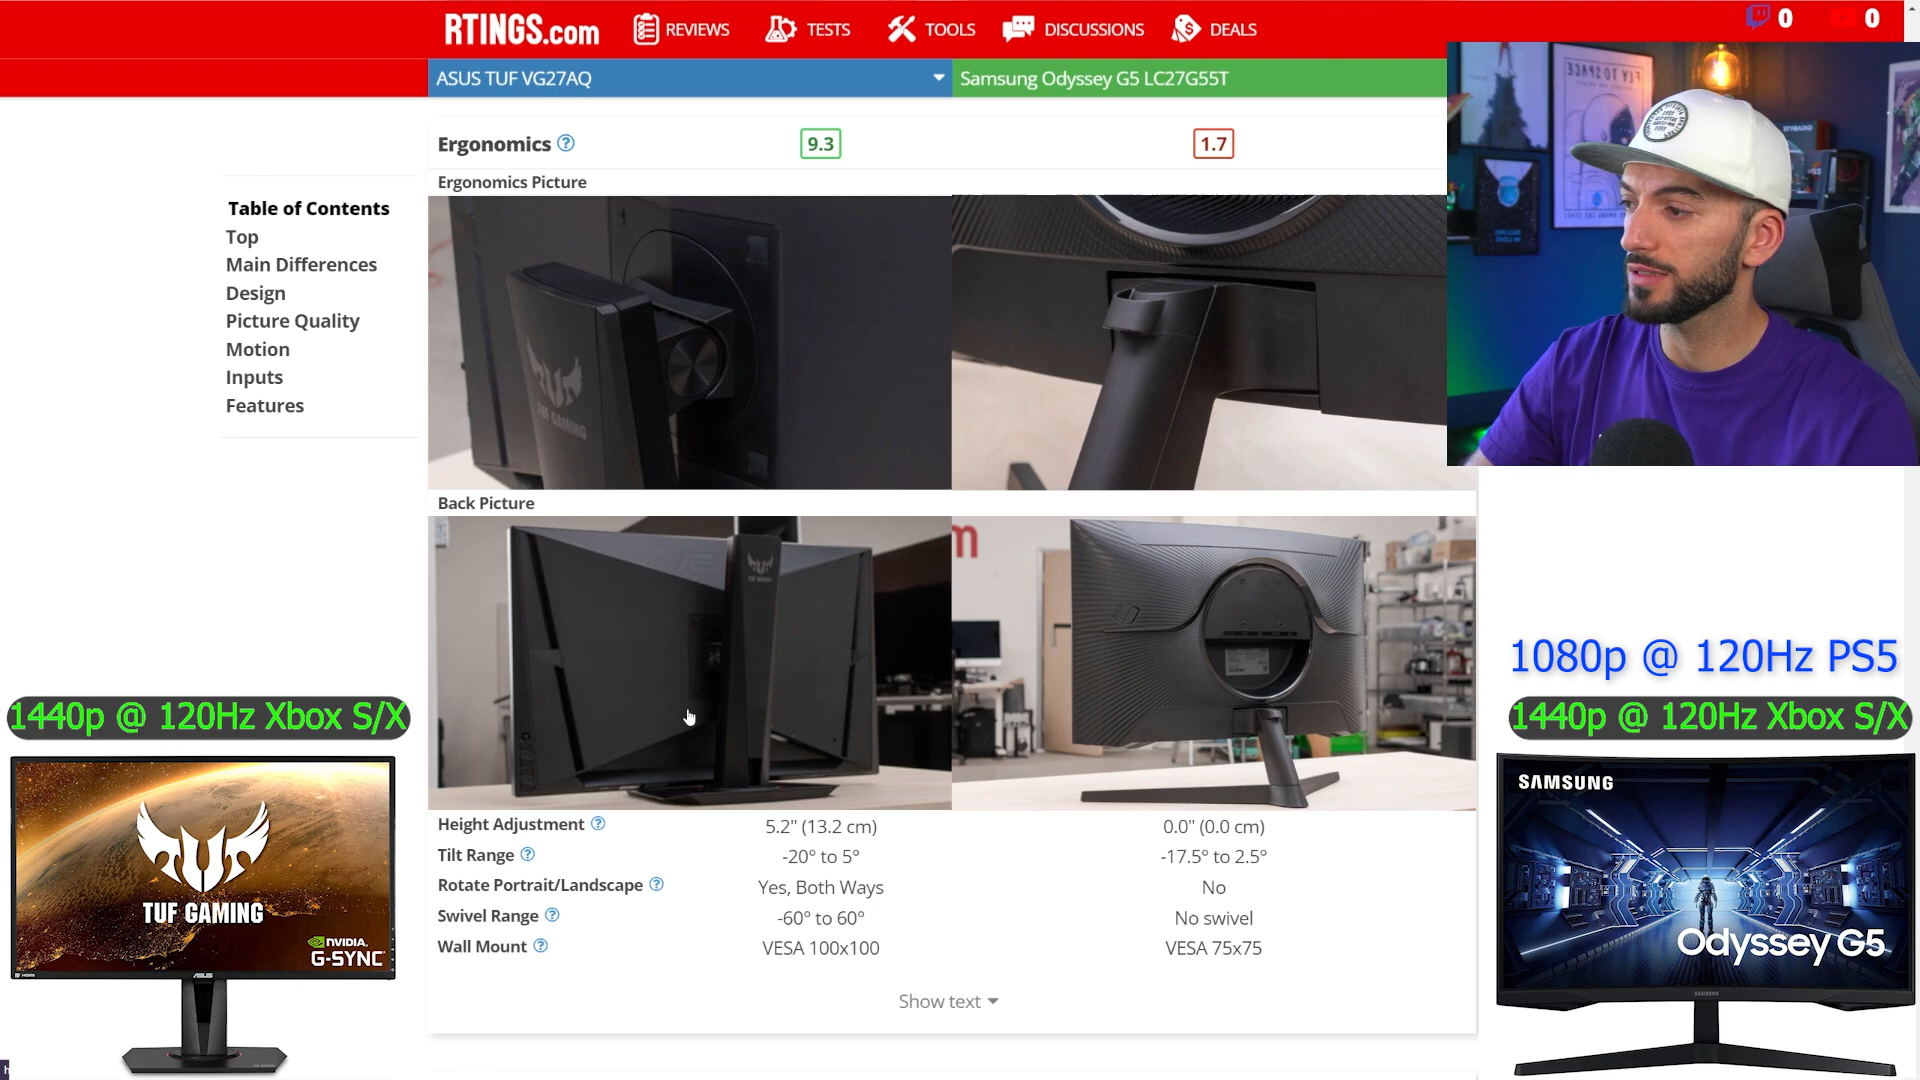 RTINGS.com
REVIEWS
TESTS
TOOLS
DISCUSSIONS
DEALS
0
0
ASUS TUF VG27AQ
Samsung Odyssey G5 LC27G55T
Ergonomics
9.3
1.7
Ergonomics Picture
Table of Contents
Top
Main Differences
Design
Picture Quality
Motion
Inputs
Features
TUF GAMING
Back Picture
1440p @ 120Hz Xbox S/X
1080p @ 120Hz PS5
1440p @ 120Hz Xbox S/X
TUF GAMING
NVIDIA.
G-SYNC
HDMI
ASUS
SAMSUNG
Odyssey G5
SAMSUNG
Height Adjustment 5.2" (13.2 cm) 0.0" (0.0 cm)
Tilt Range -20° to 5° -17.5° to 2.5°
Rotate Portrait/Landscape Yes, Both Ways No
Swivel Range -60° to 60° No swivel
Wall Mount VESA 100x100 VESA 75x75
Show text